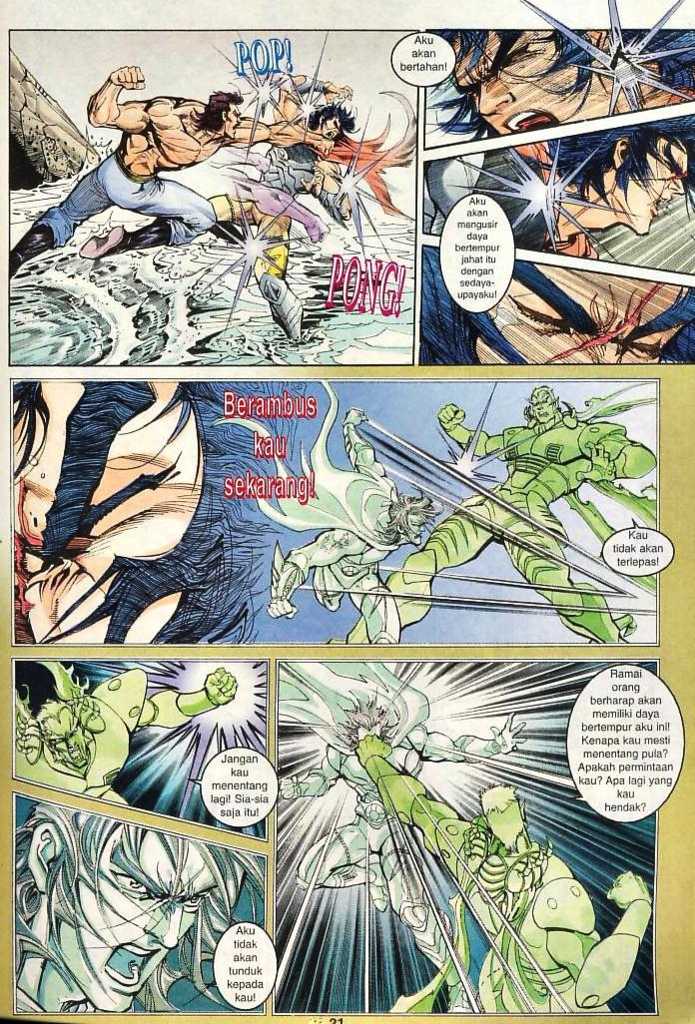 POP!
PONG!
Aku
bertahan!
Aku
akan
mengusir
daya
bertempur
jahat itu
dengan
sedaya-
upayaku!
Berambus
kau
sekarang!
Kau
tidak akan
terlepas!
Jangan
kau
menentang
lagi! Sia-sia
saja itu!
Ramai
orang
berharap akan
memiliki daya
bertempur aku ini!
Kenapa kau mesti
menentang pula?
Apakah permintaan
kau? Apa lagi yang
kau
hendak?
Aku
tidak
akan
tunduk
kepada
kau!
21